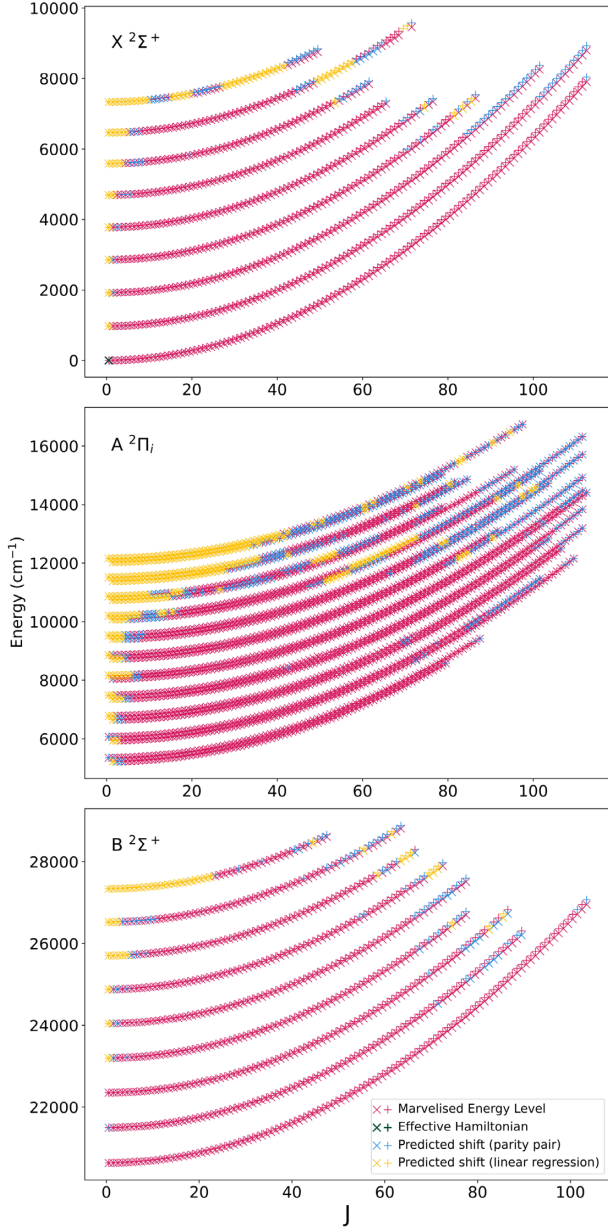 X ²Σ⁺
10000
8000
6000
4000
2000
0
0 20 40 60 80 100
A ²Πᵢ
Energy (cm⁻¹)
16000
14000
12000
10000
8000
6000
0 20 40 60 80 100
B ²Σ⁺
28000
26000
24000
22000
Marvelised Energy Level
Effective Hamiltonian
Predicted shift (parity pair)
Predicted shift (linear regression)
0 20 40 60 80 100
J